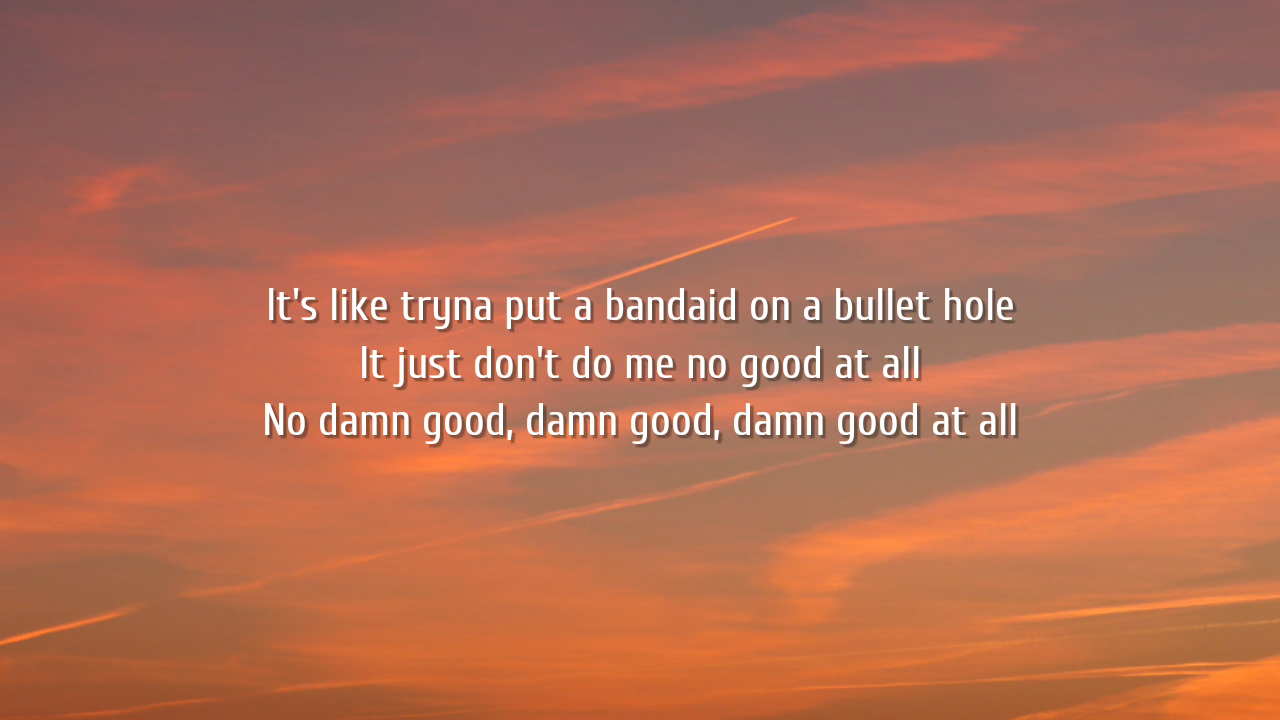 It's like tryna put a bandaid on a bullet hole
It just don't do me no good at all
No damn good, damn good, damn good at all